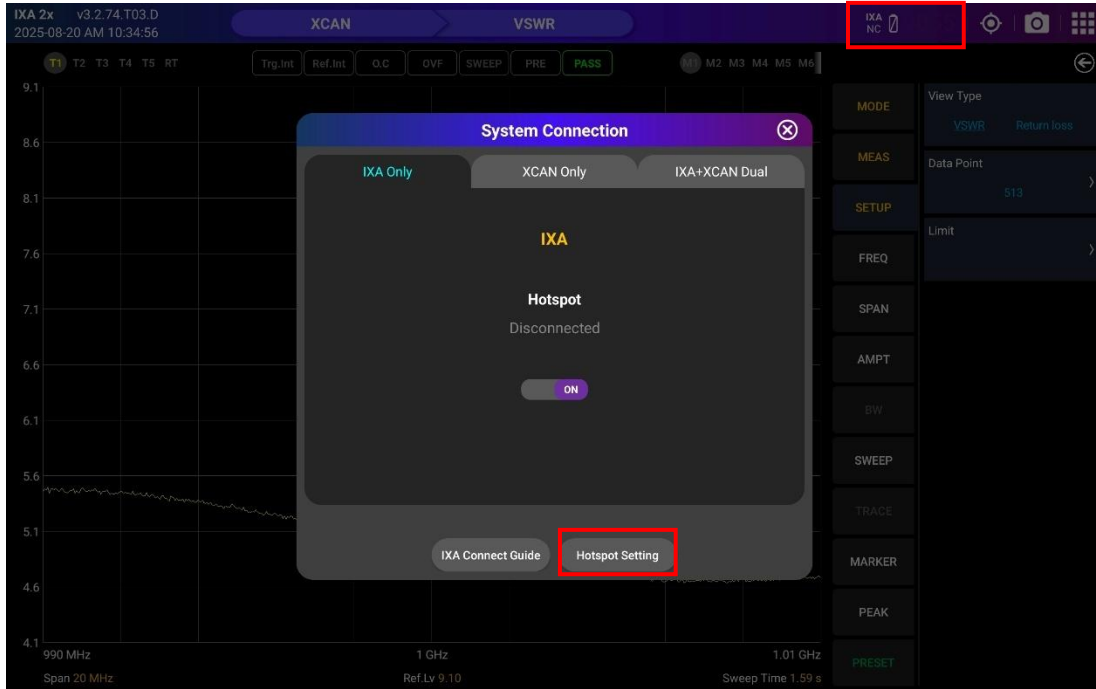 IXA 2x v3.2.74.T03.D
2025-08-20 AM 10:34:56
XCAN
VSWR
IXA
NC
T1 T2 T3 T4 T5 RT
Trg.Int Ref.Int O.C OVF SWEEP PRE PASS
M1 M2 M3 M4 M5 M6
9.1
8.6
8.1
7.6
7.1
6.6
6.1
5.6
5.1
4.6
4.1
System Connection
IXA Only
XCAN Only
IXA+XCAN Dual
IXA
Hotspot
Disconnected
ON
IXA Connect Guide
Hotspot Setting
MODE
MEAS
SETUP
FREQ
SPAN
AMPT
BW
SWEEP
TRACE
MARKER
PEAK
PRESET
View Type
VSWR Return loss
Data Point
513
Limit
990 MHz
1 GHz
1.01 GHz
Span 20 MHz
Ref.Lv 9.10
Sweep Time 1.59 s